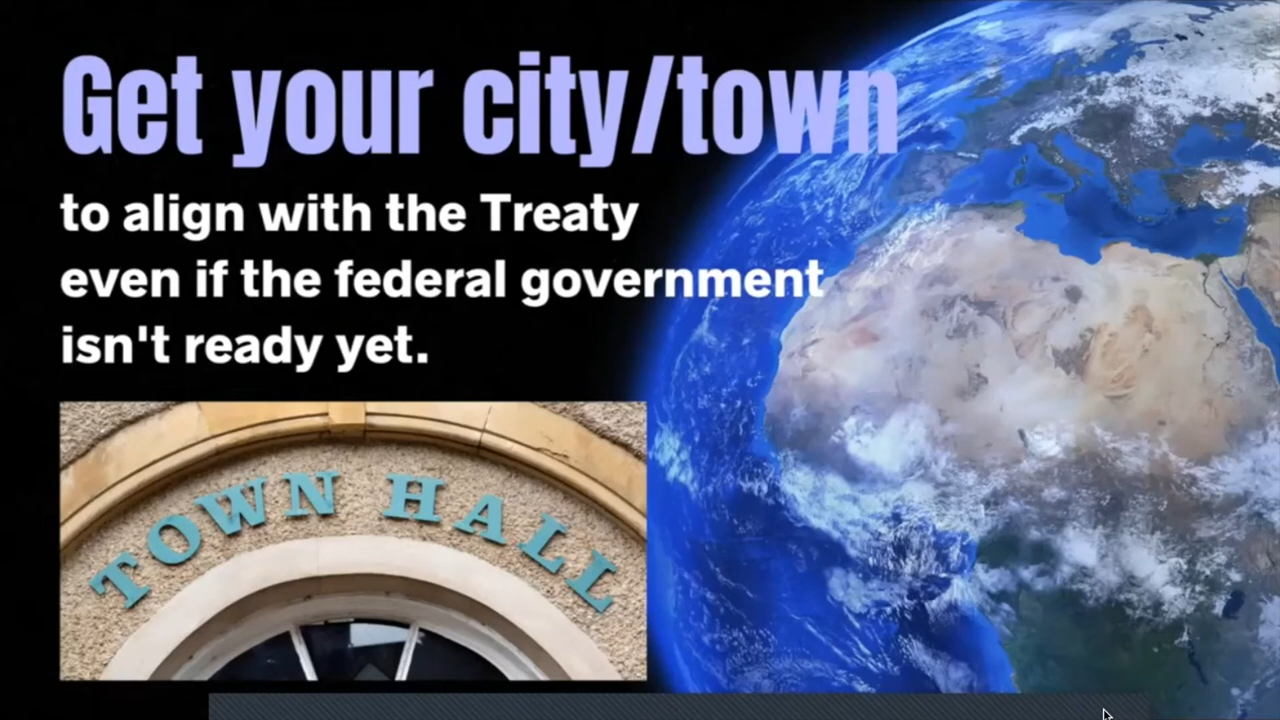 Get your city/town
to align with the Treaty
even if the federal government
isn't ready yet.
TOWN HALL